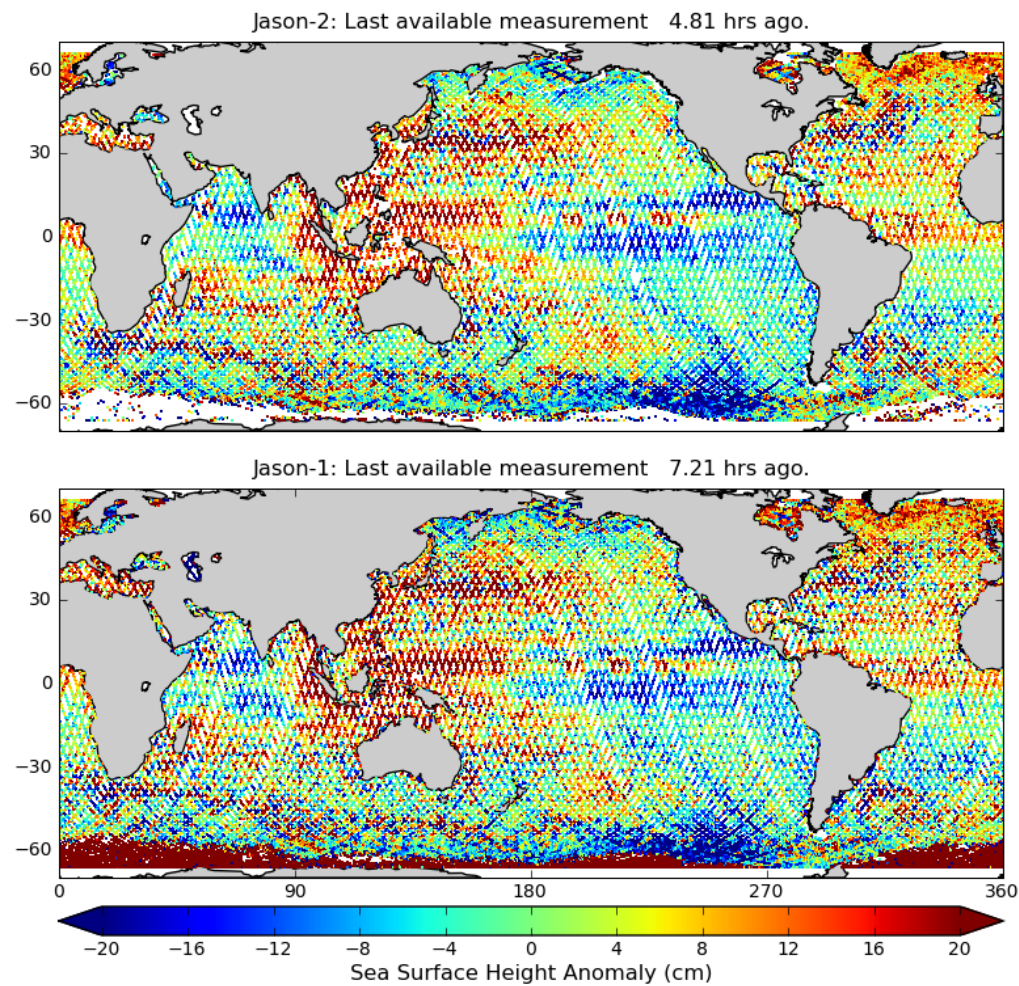 Jason-2: Last available measurement   4.81 hrs ago.
60
30
0
−30
−60
Jason-1: Last available measurement   7.21 hrs ago.
60
30
0
−30
−60
0 90 180 270 360
−20 −16 −12 −8 −4 0 4 8 12 16 20
Sea Surface Height Anomaly (cm)